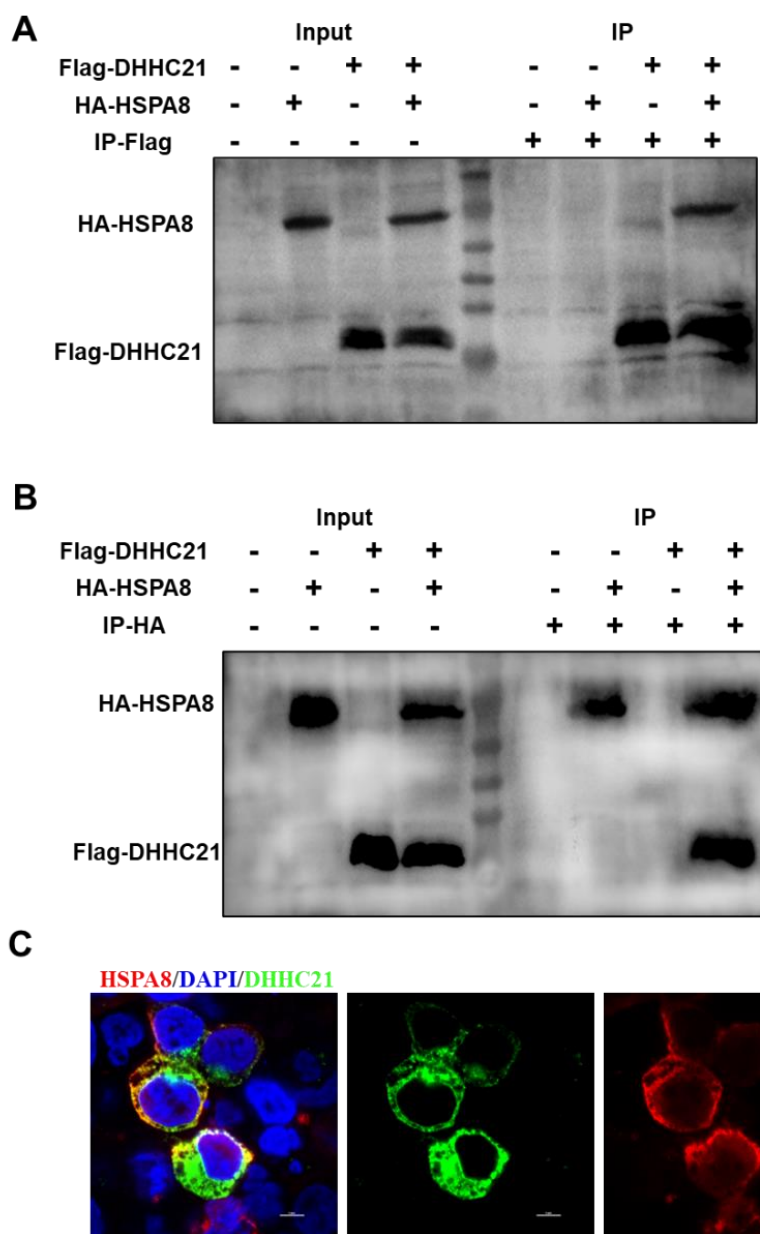 A
Input IP
Flag-DHHC21 - - + + - - + +
HA-HSPA8 - + - + - + - +
IP-Flag - - - - + + + +
HA-HSPA8
Flag-DHHC21
B
Input IP
Flag-DHHC21 - - + + - - + +
HA-HSPA8 - + - + - + - +
IP-HA - - - - + + + +
HA-HSPA8
Flag-DHHC21
C
HSPA8/DAPI/DHHC21